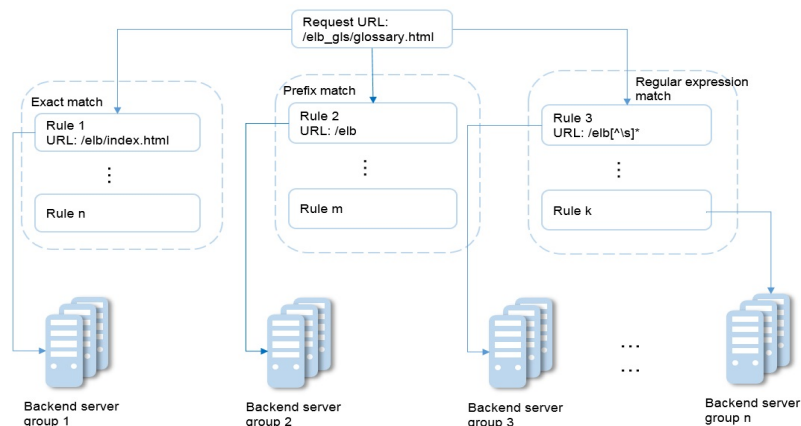 Request URL:
/elb_gls/glossary.html
Exact match
Rule 1
URL: /elb/index.html
⋮
Rule n
Prefix match
Rule 2
URL: /elb
⋮
Rule m
Regular expression
match
Rule 3
URL: /elb[^\s]*
⋮
Rule k
...
...
Backend server
group 1
Backend server
group 2
Backend server
group 3
Backend server
group n